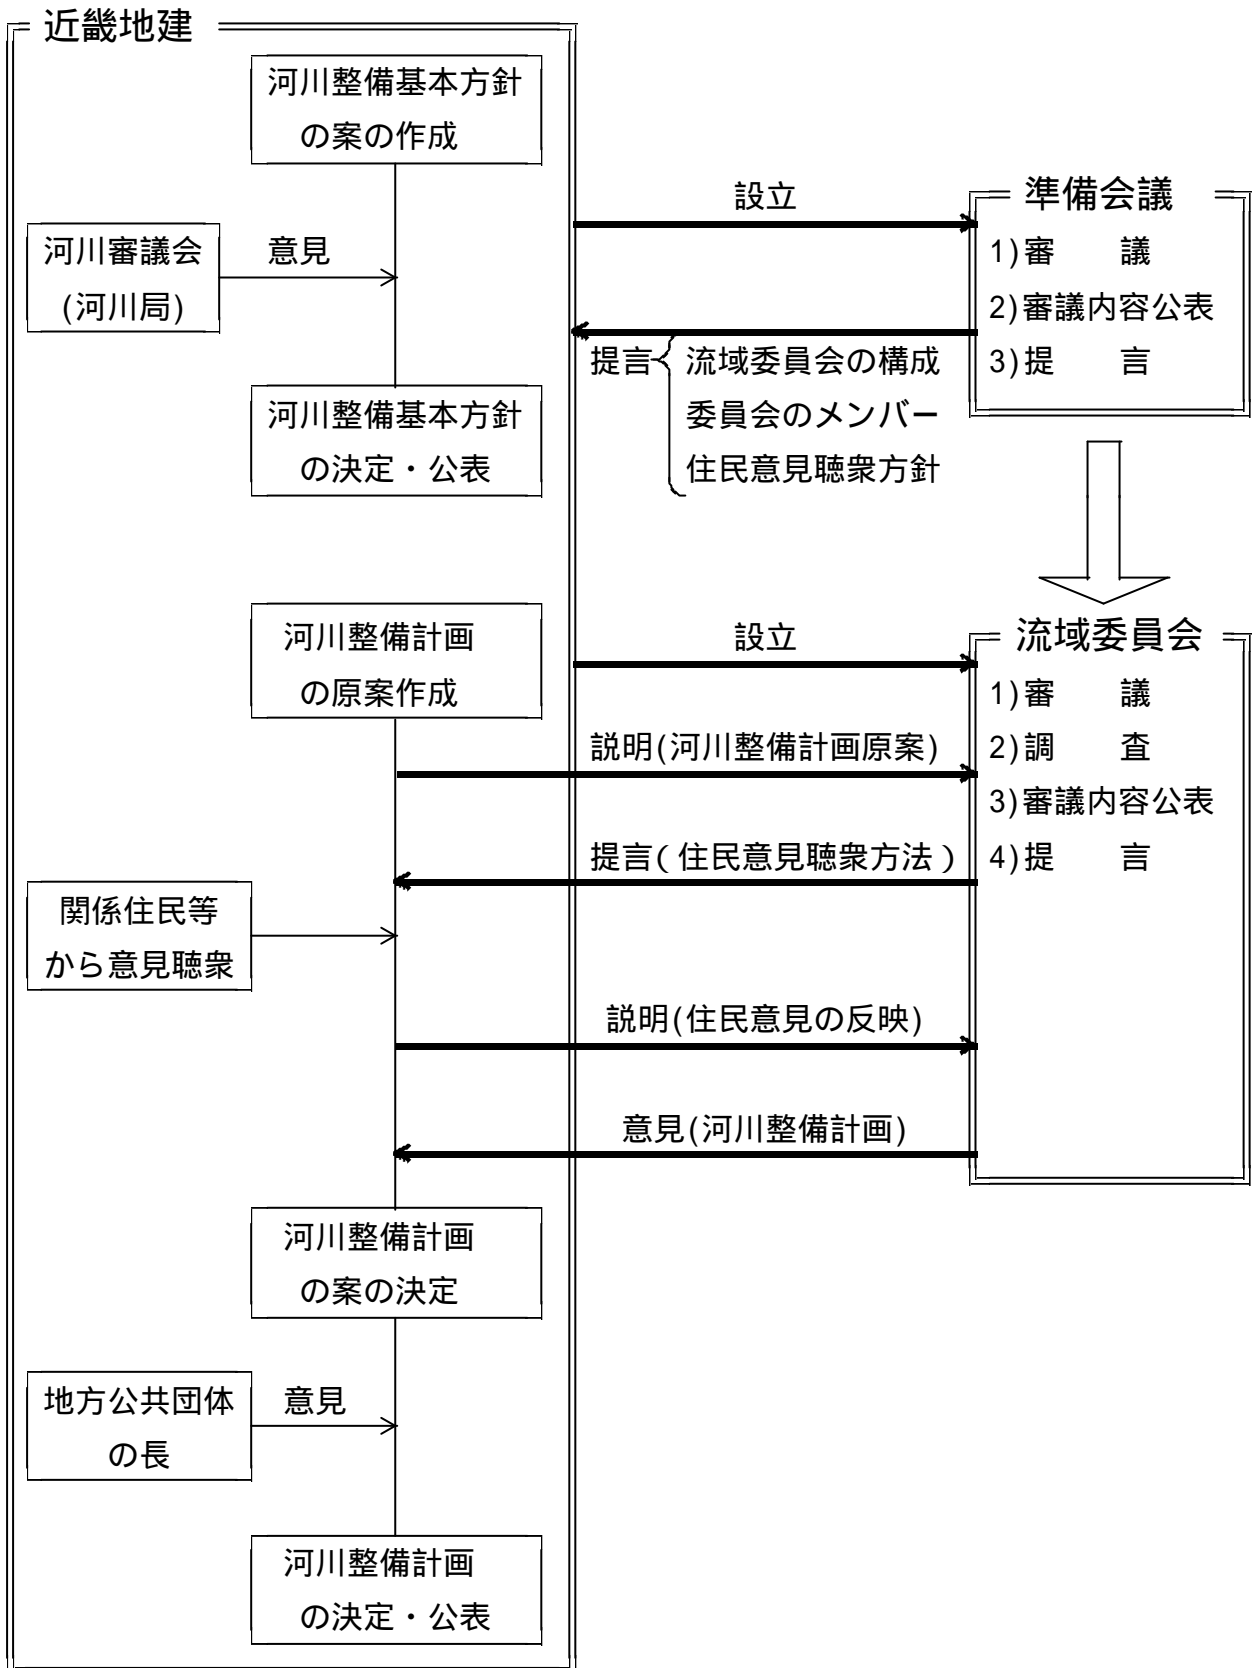 近畿地建
河川整備基本方針
の案の作成
河川審議会
(河川局)
意見
河川整備基本方針
の決定・公表
設立
準備会議
1)審　　議
2)審議内容公表
3)提　　言
提言
流域委員会の構成
委員会のメンバー
住民意見聴衆方針
河川整備計画
の原案作成
設立
流域委員会
1)審　　議
2)調　　査
3)審議内容公表
4)提　　言
説明(河川整備計画原案)
提言(住民意見聴衆方法)
関係住民等
から意見聴衆
説明(住民意見の反映)
意見(河川整備計画)
河川整備計画
の案の決定
地方公共団体
の長
意見
河川整備計画
の決定・公表